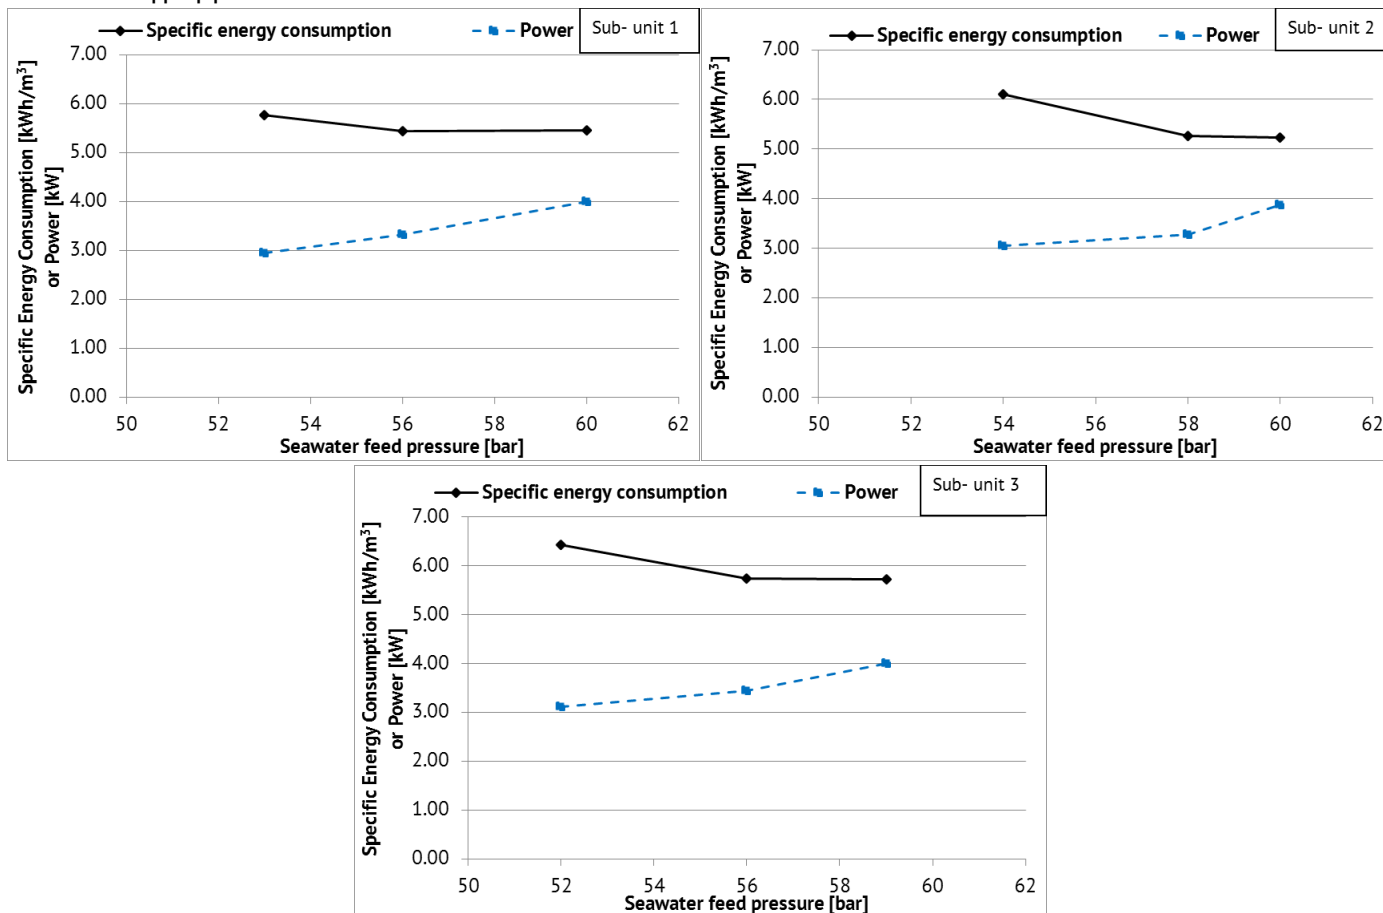 Specific energy consumption
Power
Sub- unit 1
7.00
6.00
5.00
4.00
3.00
2.00
1.00
0.00
Specific Energy Consumption [kWh/m³]
or Power [kW]
50 52 54 56 58 60 62
Seawater feed pressure [bar]
Specific energy consumption
Power
Sub- unit 2
7.00
6.00
5.00
4.00
3.00
2.00
1.00
0.00
Specific Energy Consumption [kWh/m³]
or Power [kW]
50 52 54 56 58 60 62
Seawater feed pressure [bar]
Specific energy consumption
Power
Sub- unit 3
7.00
6.00
5.00
4.00
3.00
2.00
1.00
0.00
Specific Energy Consumption [kWh/m³]
or Power [kW]
50 52 54 56 58 60 62
Seawater feed pressure [bar]